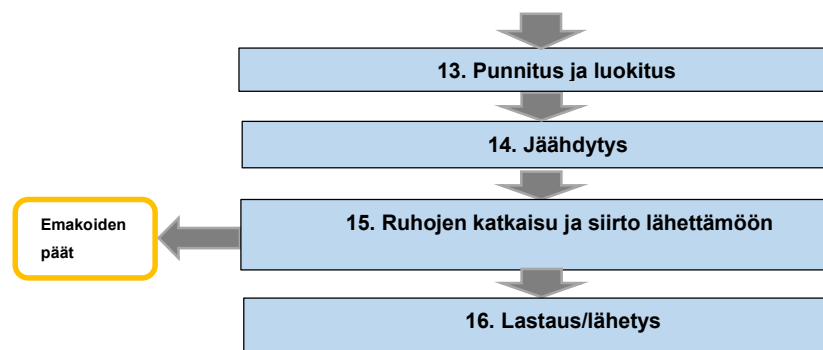 13. Punnitus ja luokitus
14. Jäähdytys
Emakoiden
päät
15. Ruhojen katkaisu ja siirto lähettämöön
16. Lastaus/lähetys